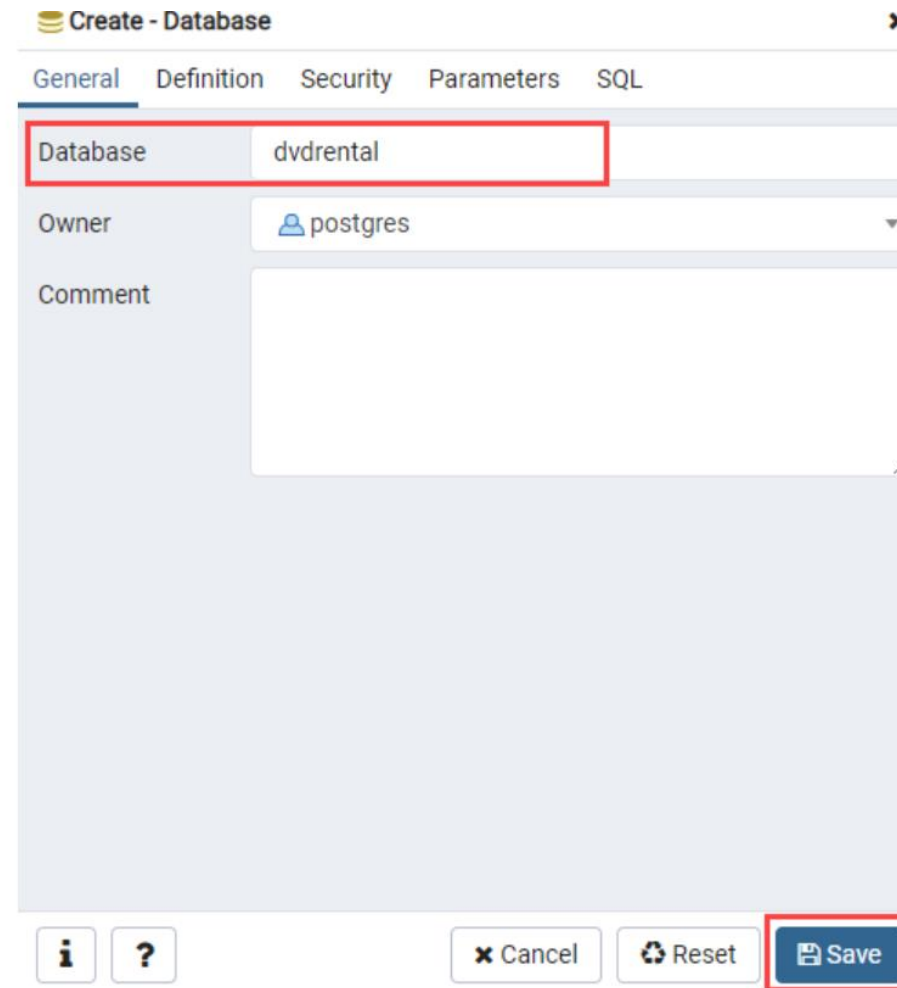 Create - Database
General Definition Security Parameters SQL
Database dvdrental
Owner postgres
Comment
i ? Cancel Reset Save